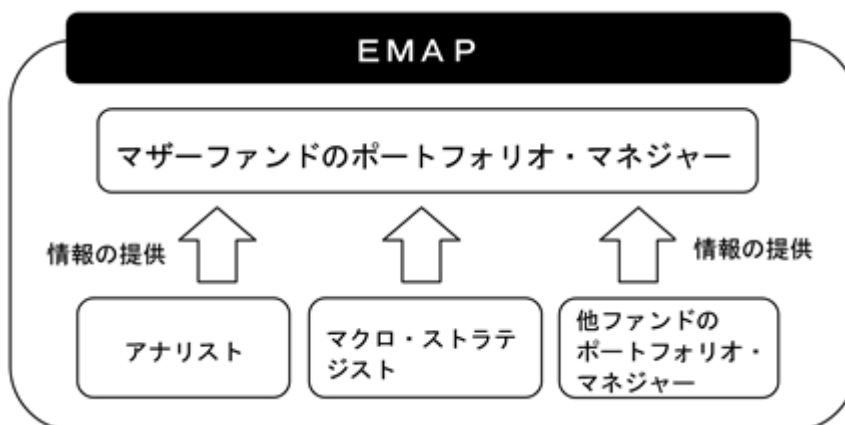 ＥＭＡＰ
マザーファンドのポートフォリオ・マネジャー
情報の提供
情報の提供
アナリスト
マクロ・ストラテ
ジスト
他ファンドの
ポートフォリオ・
マネジャー